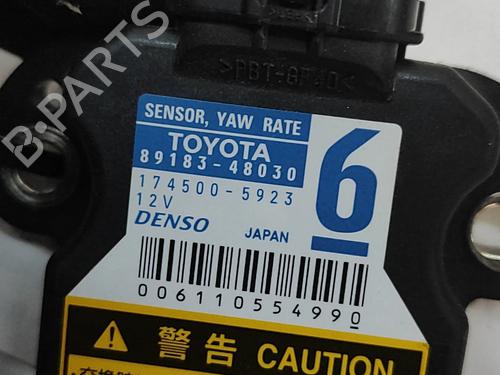 >PBT-GF40<
SENSOR, YAW RATE
TOYOTA
89183-48030
174500-5923
12V
DENSO
JAPAN
6
006110554990
警告 CAUTION
B-PARTS